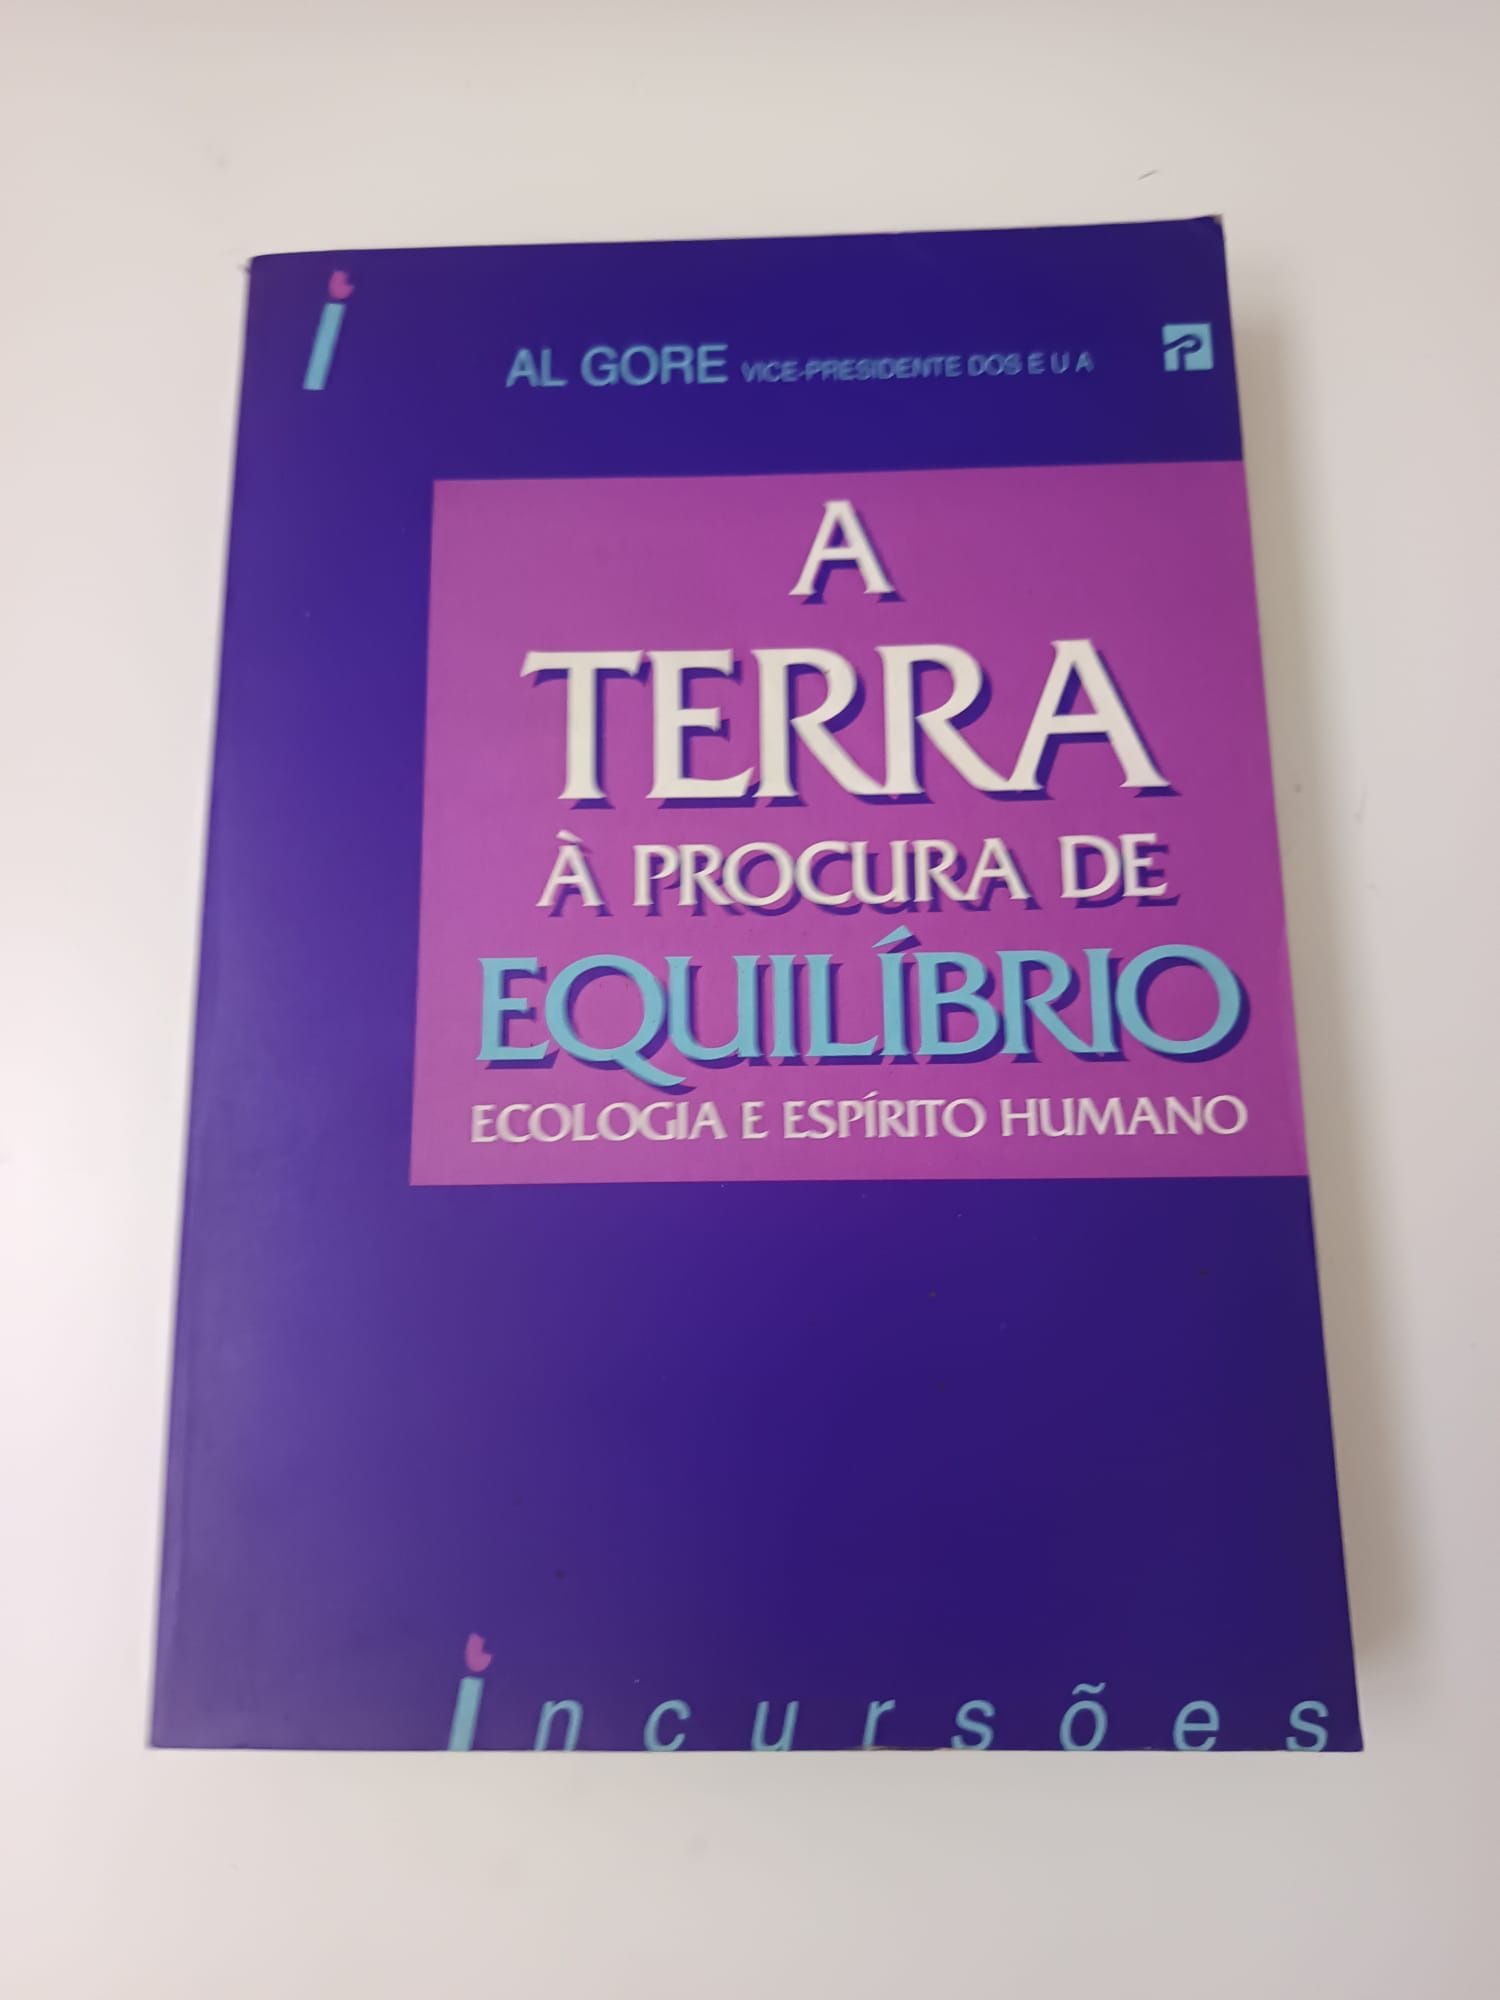 i
AL GORE VICE-PRESIDENTE DOS E U A
P
A
TERRA
À PROCURA DE
EQUILÍBRIO
ECOLOGIA E ESPÍRITO HUMANO
incursões